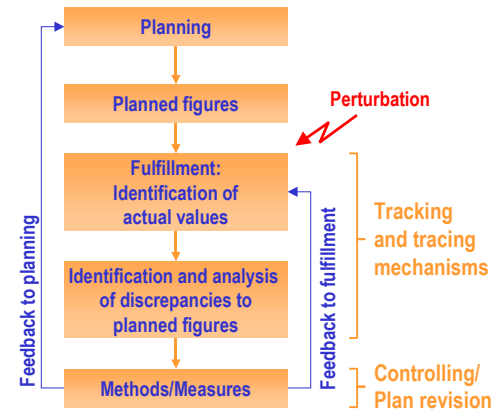 Planning
Planned figures
Perturbation
Fulfillment:
Identification of
actual values
Tracking
and tracing
mechanisms
Identification and analysis
of discrepancies to
planned figures
Feedback to planning
Feedback to fulfillment
Methods/Measures
Controlling/
Plan revision